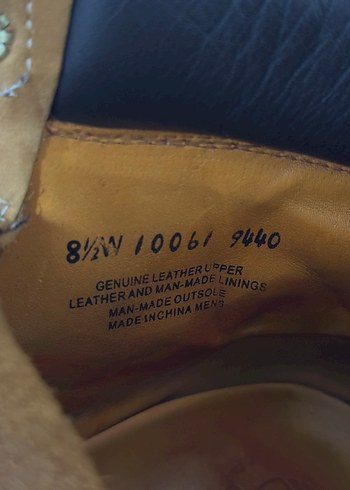 8½W 10061 9440
GENUINE LEATHER UPPER
LEATHER AND MAN-MADE LININGS
MAN-MADE OUTSOLE
MADE INCHINA MENS